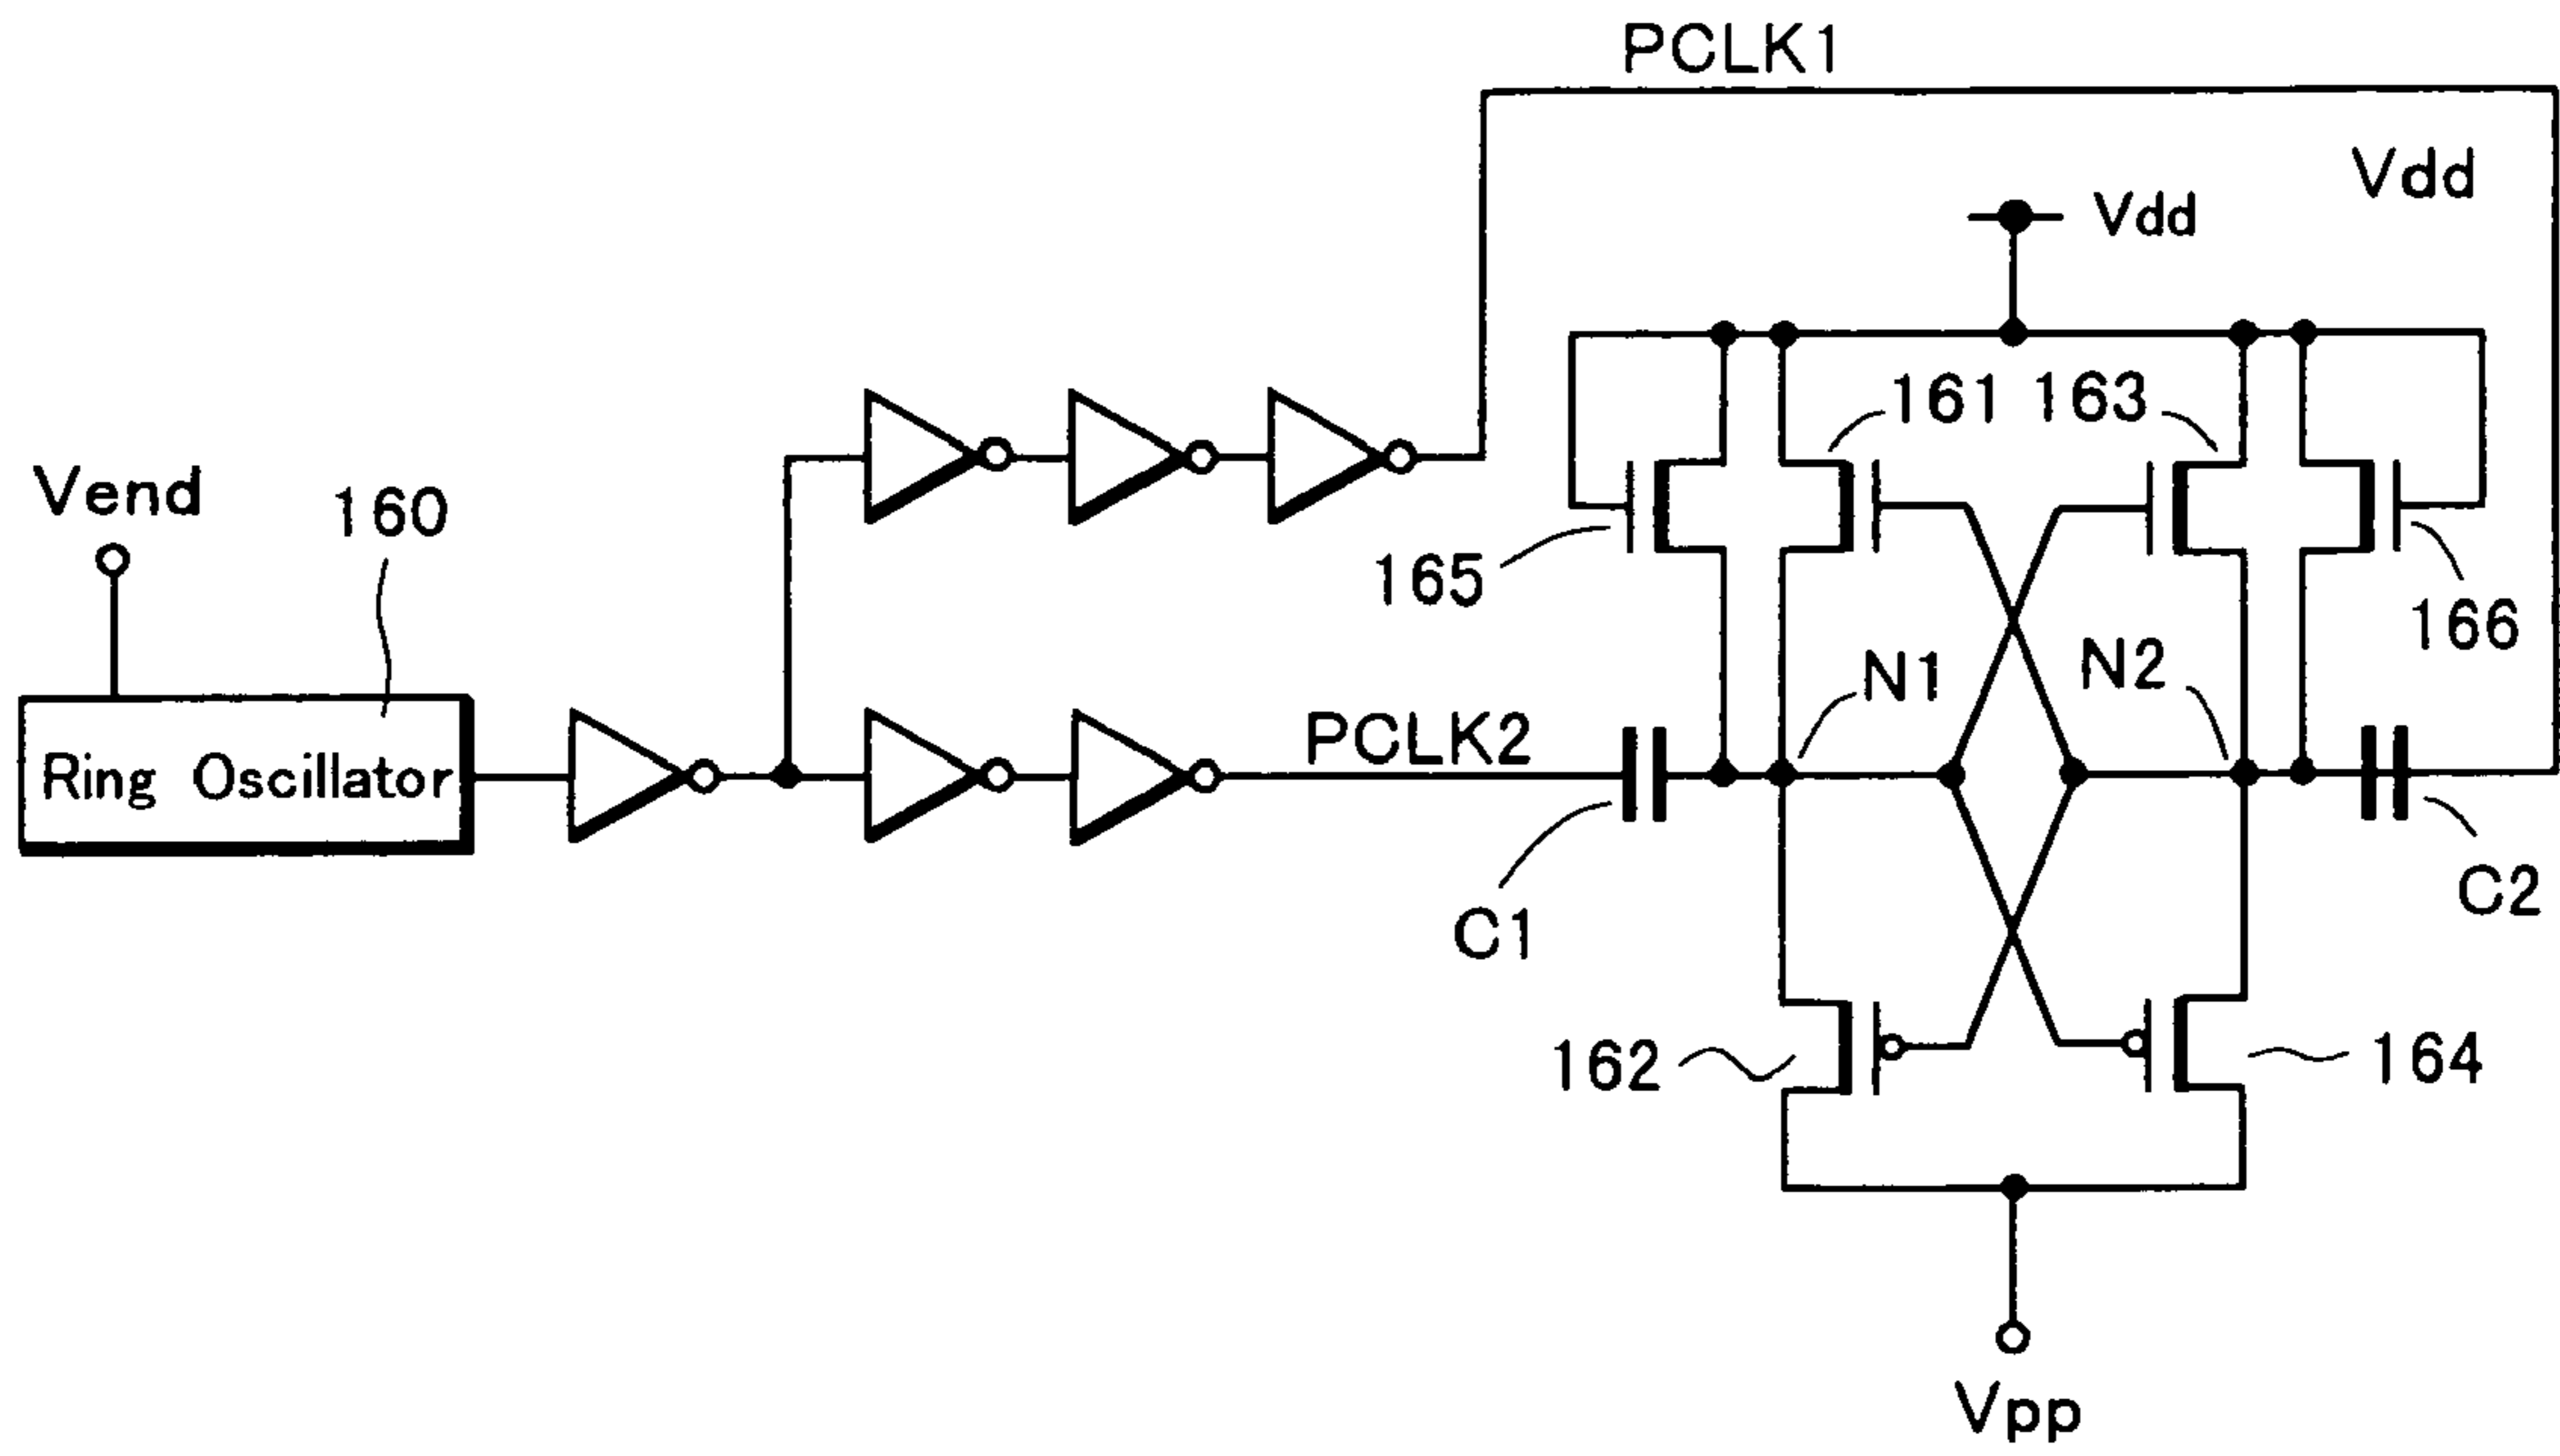 PCLK1
Vdd
Vdd
161
163
Vend
160
165
166
N1
N2
PCLK2
Ring Oscillator
C1
C2
162
164
Vpp